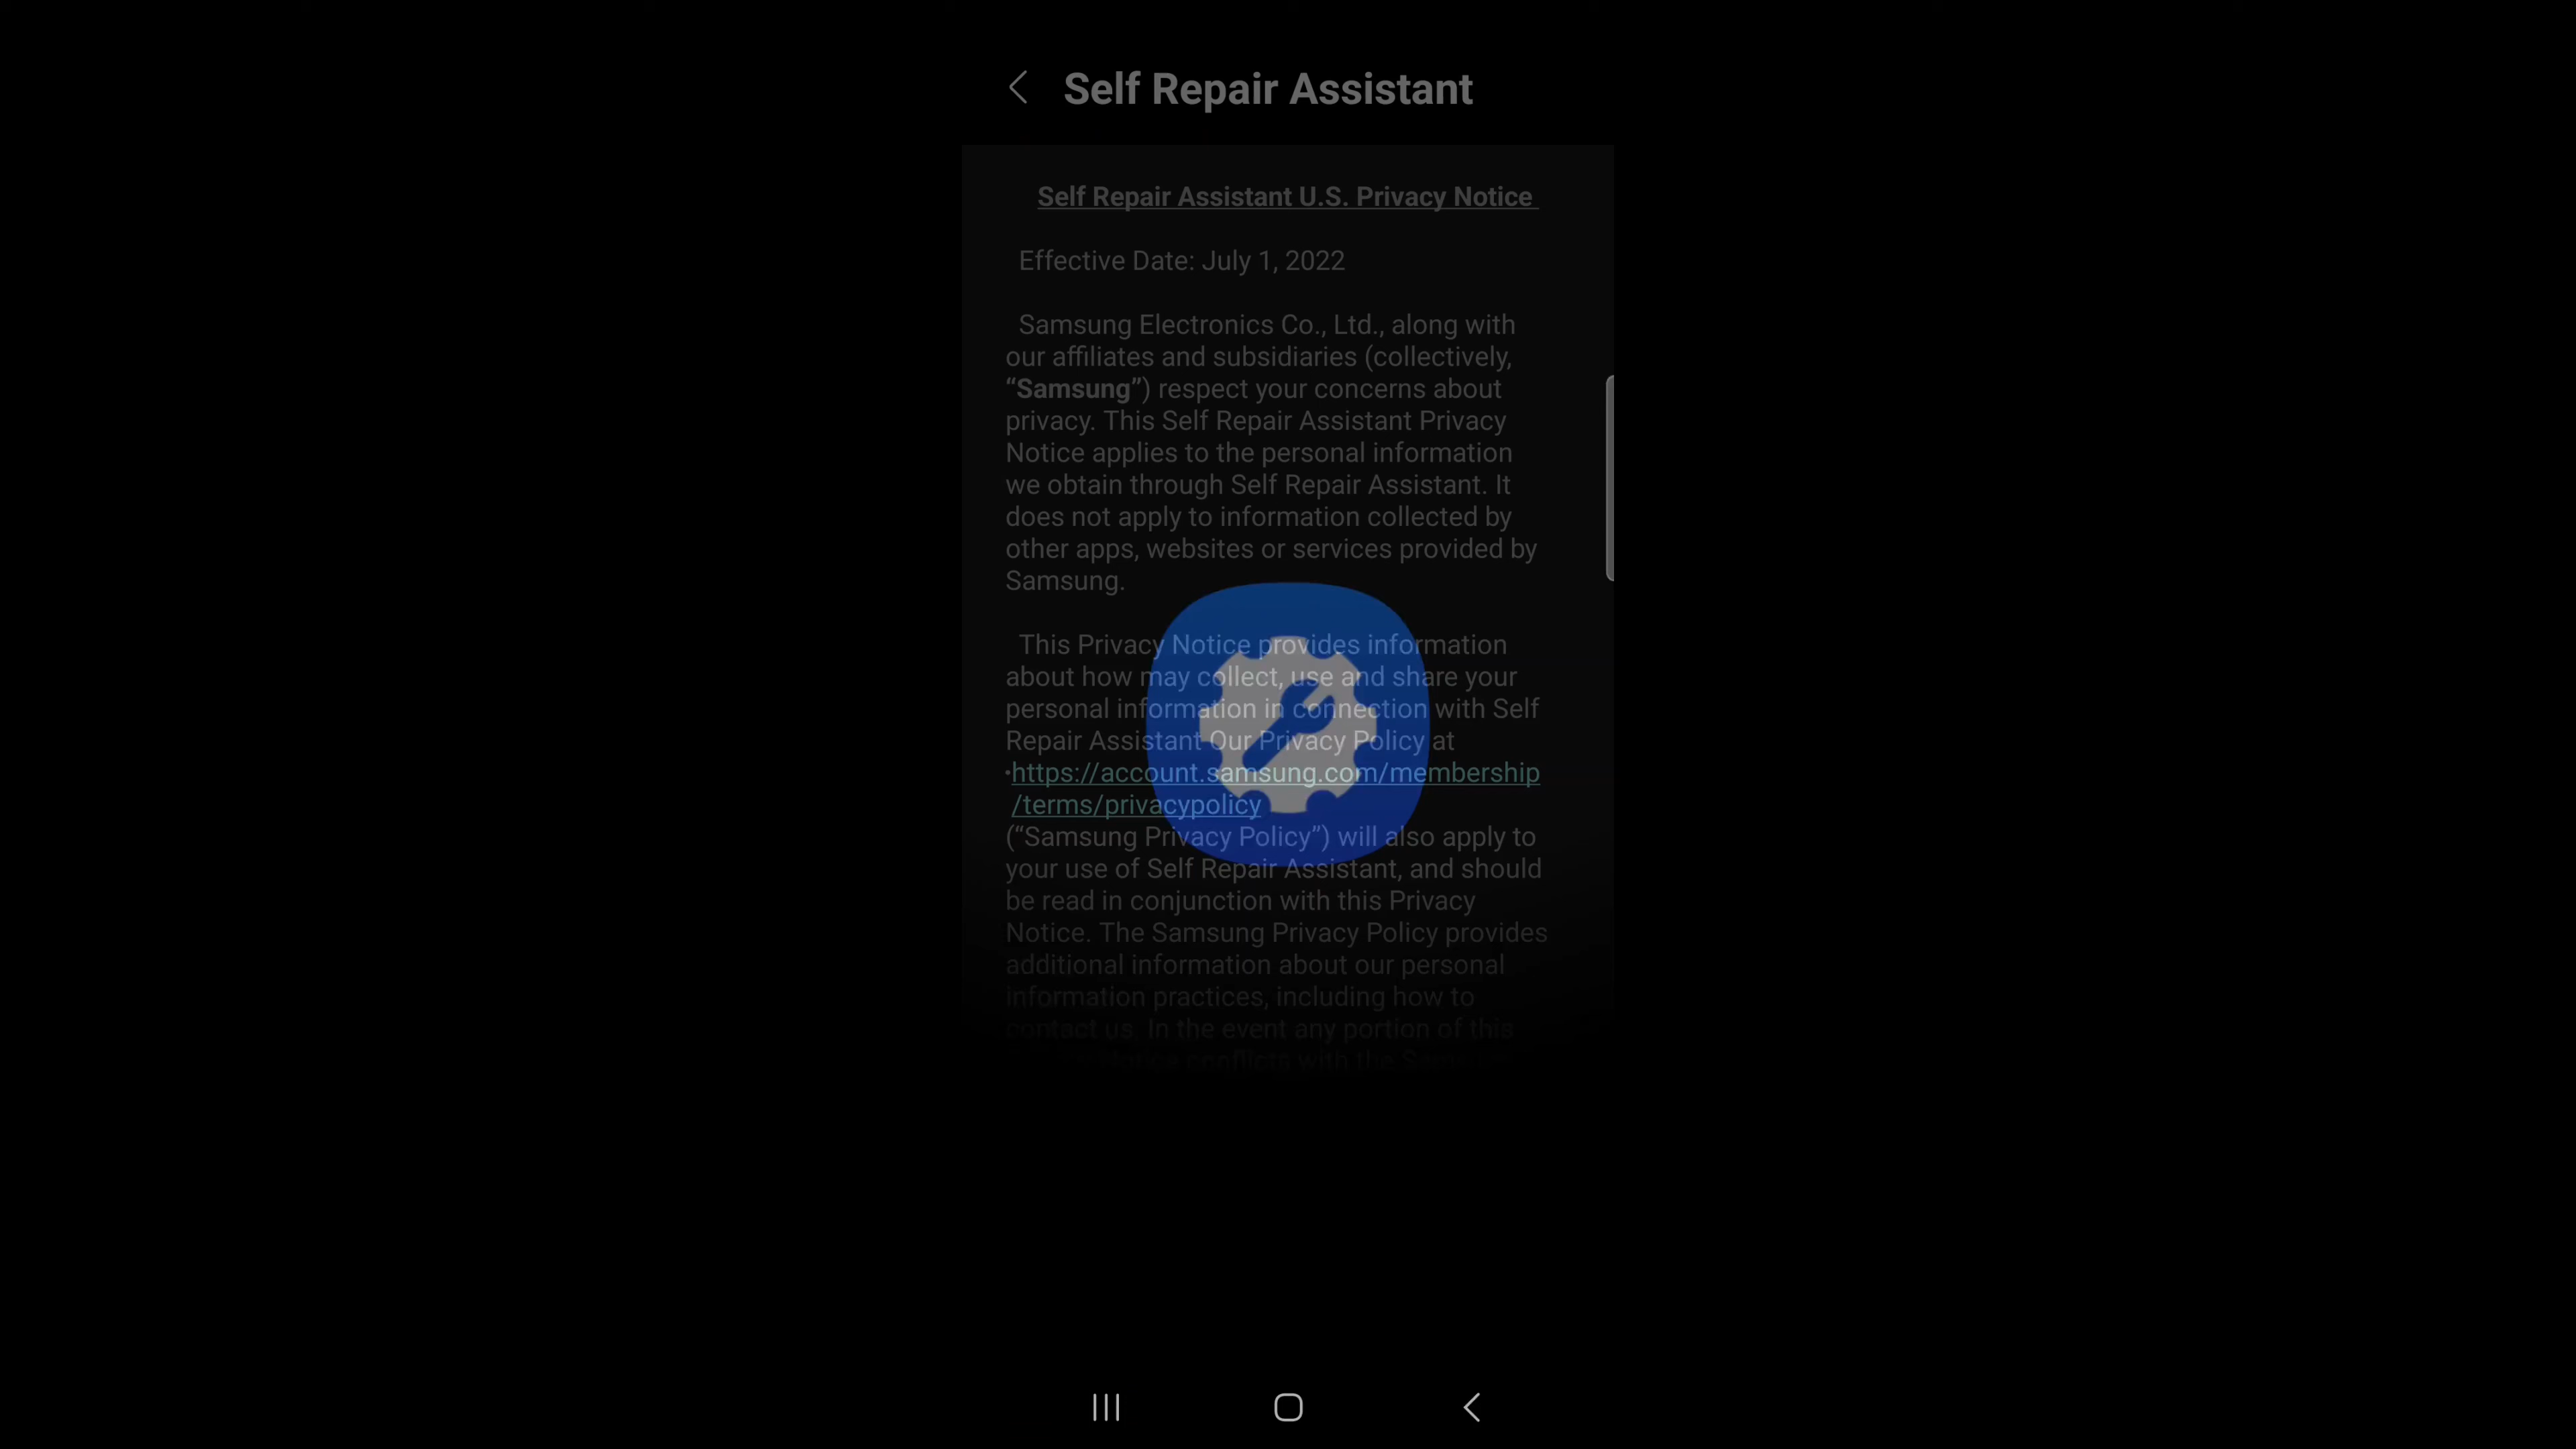 Self Repair Assistant
Self Repair Assistant U.S. Privacy Notice
Effective Date: July 1, 2022
Samsung Electronics Co., Ltd., along with
our affiliates and subsidiaries (collectively,
“Samsung”) respect your concerns about
privacy. This Self Repair Assistant Privacy
Notice applies to the personal information
we obtain through Self Repair Assistant. It
does not apply to information collected by
other apps, websites or services provided by
Samsung.
This Privacy Notice provides information
about how may collect, use and share your
personal information in connection with Self
Repair Assistant Our Privacy Policy at
•https://account.samsung.com/membership
/terms/privacypolicy
(“Samsung Privacy Policy”) will also apply to
your use of Self Repair Assistant, and should
be read in conjunction with this Privacy
Notice. The Samsung Privacy Policy provides
additional information about our personal
information practices, including how to
contact us. In the event any portion of this
conflicts with the